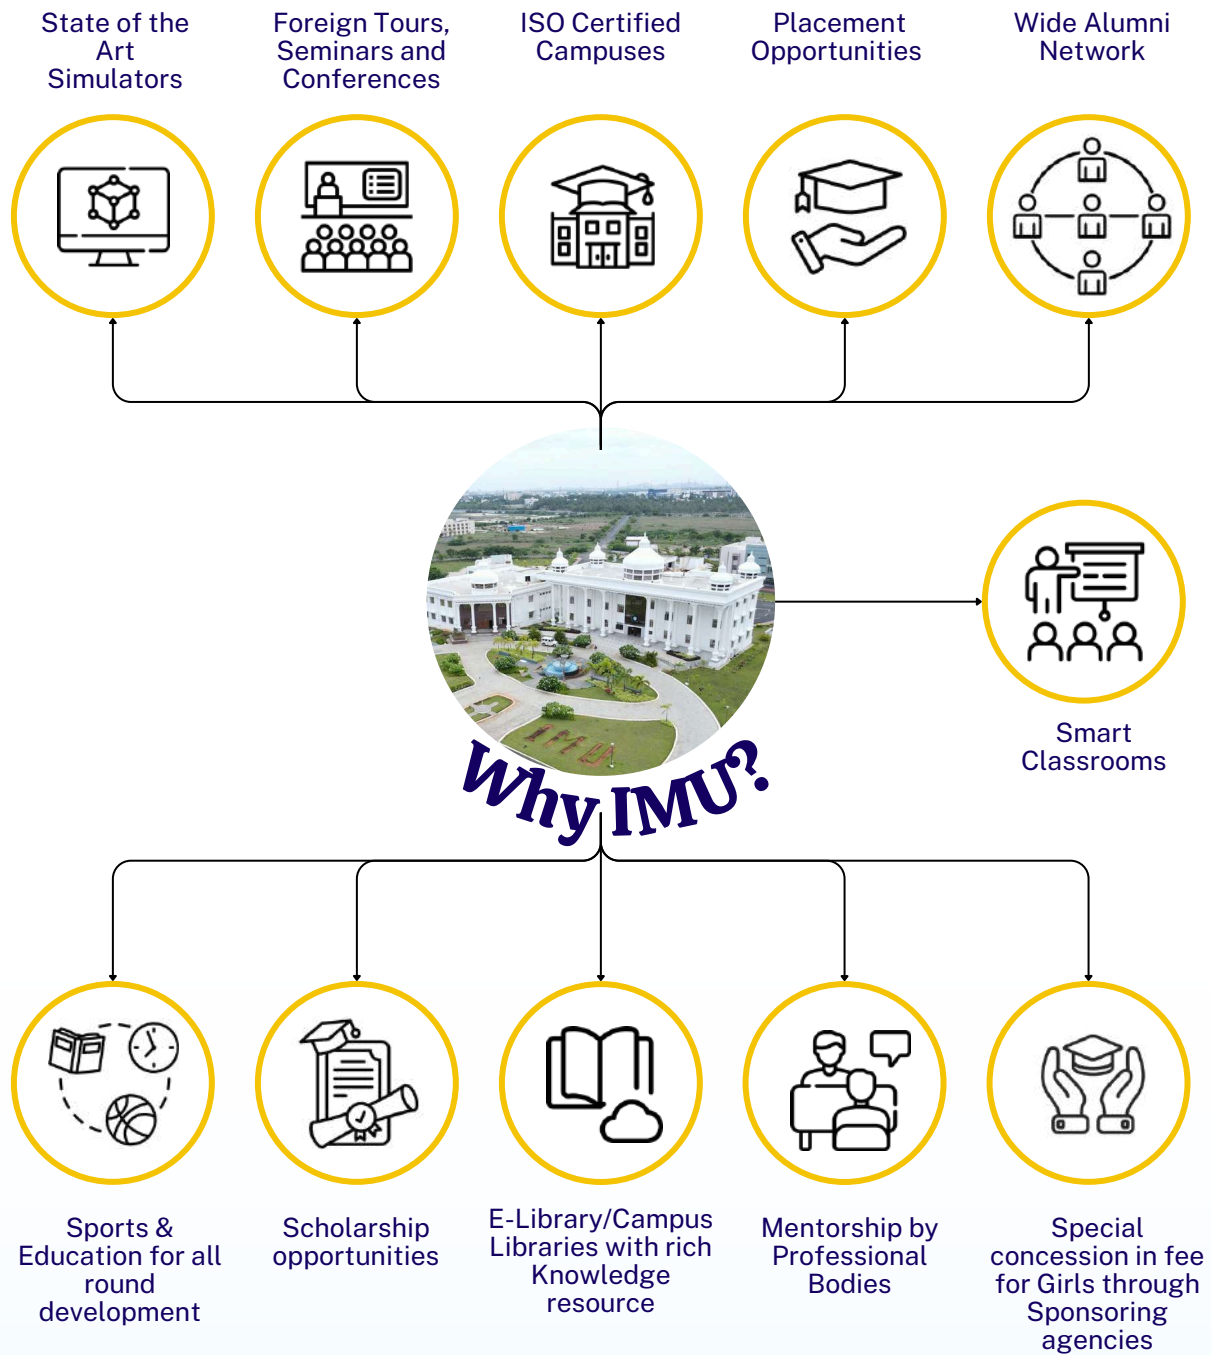 State of the
Art
Simulators
Foreign Tours,
Seminars and
Conferences
ISO Certified
Campuses
Placement
Opportunities
Wide Alumni
Network
IMU
Why IMU?
Smart
Classrooms
Sports &
Education for all
round
development
Scholarship
opportunities
E-Library/Campus
Libraries with rich
Knowledge
resource
Mentorship by
Professional
Bodies
Special
concession in fee
for Girls through
Sponsoring
agencies